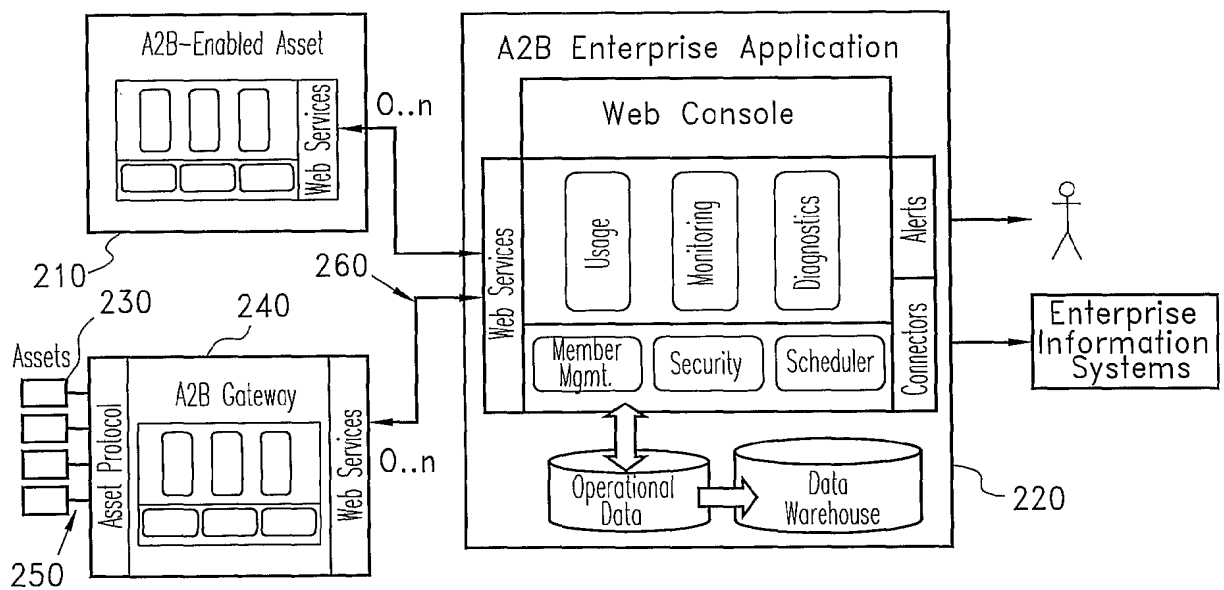 A2B-Enabled Asset
Web Services
0..n
210
A2B Enterprise Application
Web Console
Web Services
Usage
Monitoring
Diagnostics
Alerts
Connectors
Member
Mgmt.
Security
Scheduler
Operational
Data
Data
Warehouse
220
Enterprise
Information
Systems
260
230
240
Assets
Asset Protocol
A2B Gateway
Web Services
0..n
250